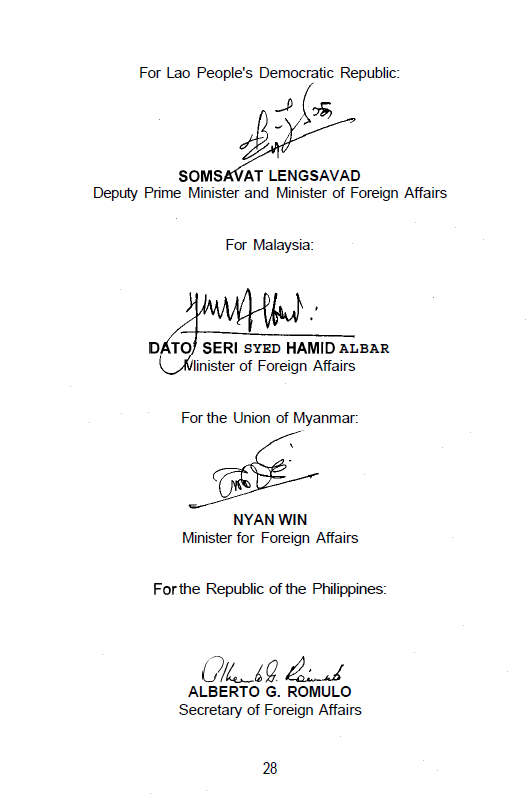 For Lao People's Democratic Republic:
SOMSAVAT LENGSAVAD
Deputy Prime Minister and Minister of Foreign Affairs
For Malaysia:
DATO' SERI SYED HAMID ALBAR
Minister of Foreign Affairs
For the Union of Myanmar:
NYAN WIN
Minister for Foreign Affairs
For the Republic of the Philippines:
Alberto G. Romulo
ALBERTO G. ROMULO
Secretary of Foreign Affairs
28